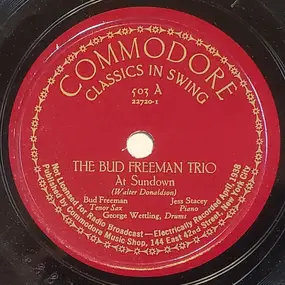 COMMODORE
CLASSICS IN SWING
503 A
22720-1
THE BUD FREEMAN TRIO
At Sundown
(Walter Donaldson)
Bud Freeman Jess Stacey
Tenor Sax Piano
George Wettling, Drums
Not Licensed for Radio Broadcast — Electrically Recorded April, 1938
Published by Commodore Music Shop, 144 East 42nd Street, New York City